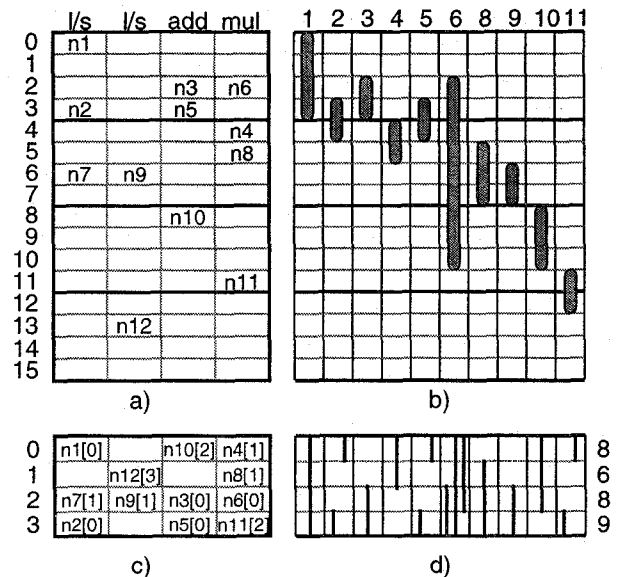 l/s l/s add mul
0 n1
1
2 n3 n6
3 n2 n5
4 n4
5 n8
6 n7 n9
7
8 n10
9
10
11 n11
12
13 n12
14
15
a)
1 2 3 4 5 6 8 9 10 11
b)
0 n1[0] n10[2] n4[1]
1 n12[3] n8[1]
2 n7[1] n9[1] n3[0] n6[0]
3 n2[0] n5[0] n11[2]
c)
8
6
8
9
d)